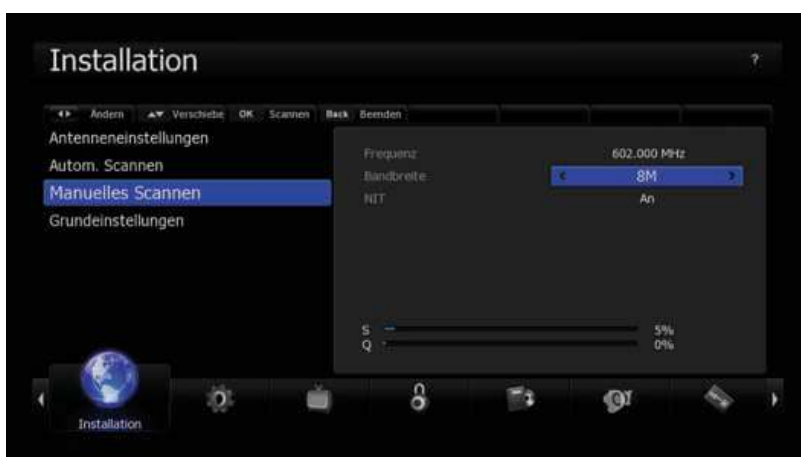 Installation
?
Ändern Verschiebe OK Scannen Back Beenden
Antenneneinstellungen
Autom. Scannen
Manuelles Scannen
Grundeinstellungen
Frequenz 602.000 MHz
Bandbreite 8M
NIT An
S 5%
Q 0%
Installation